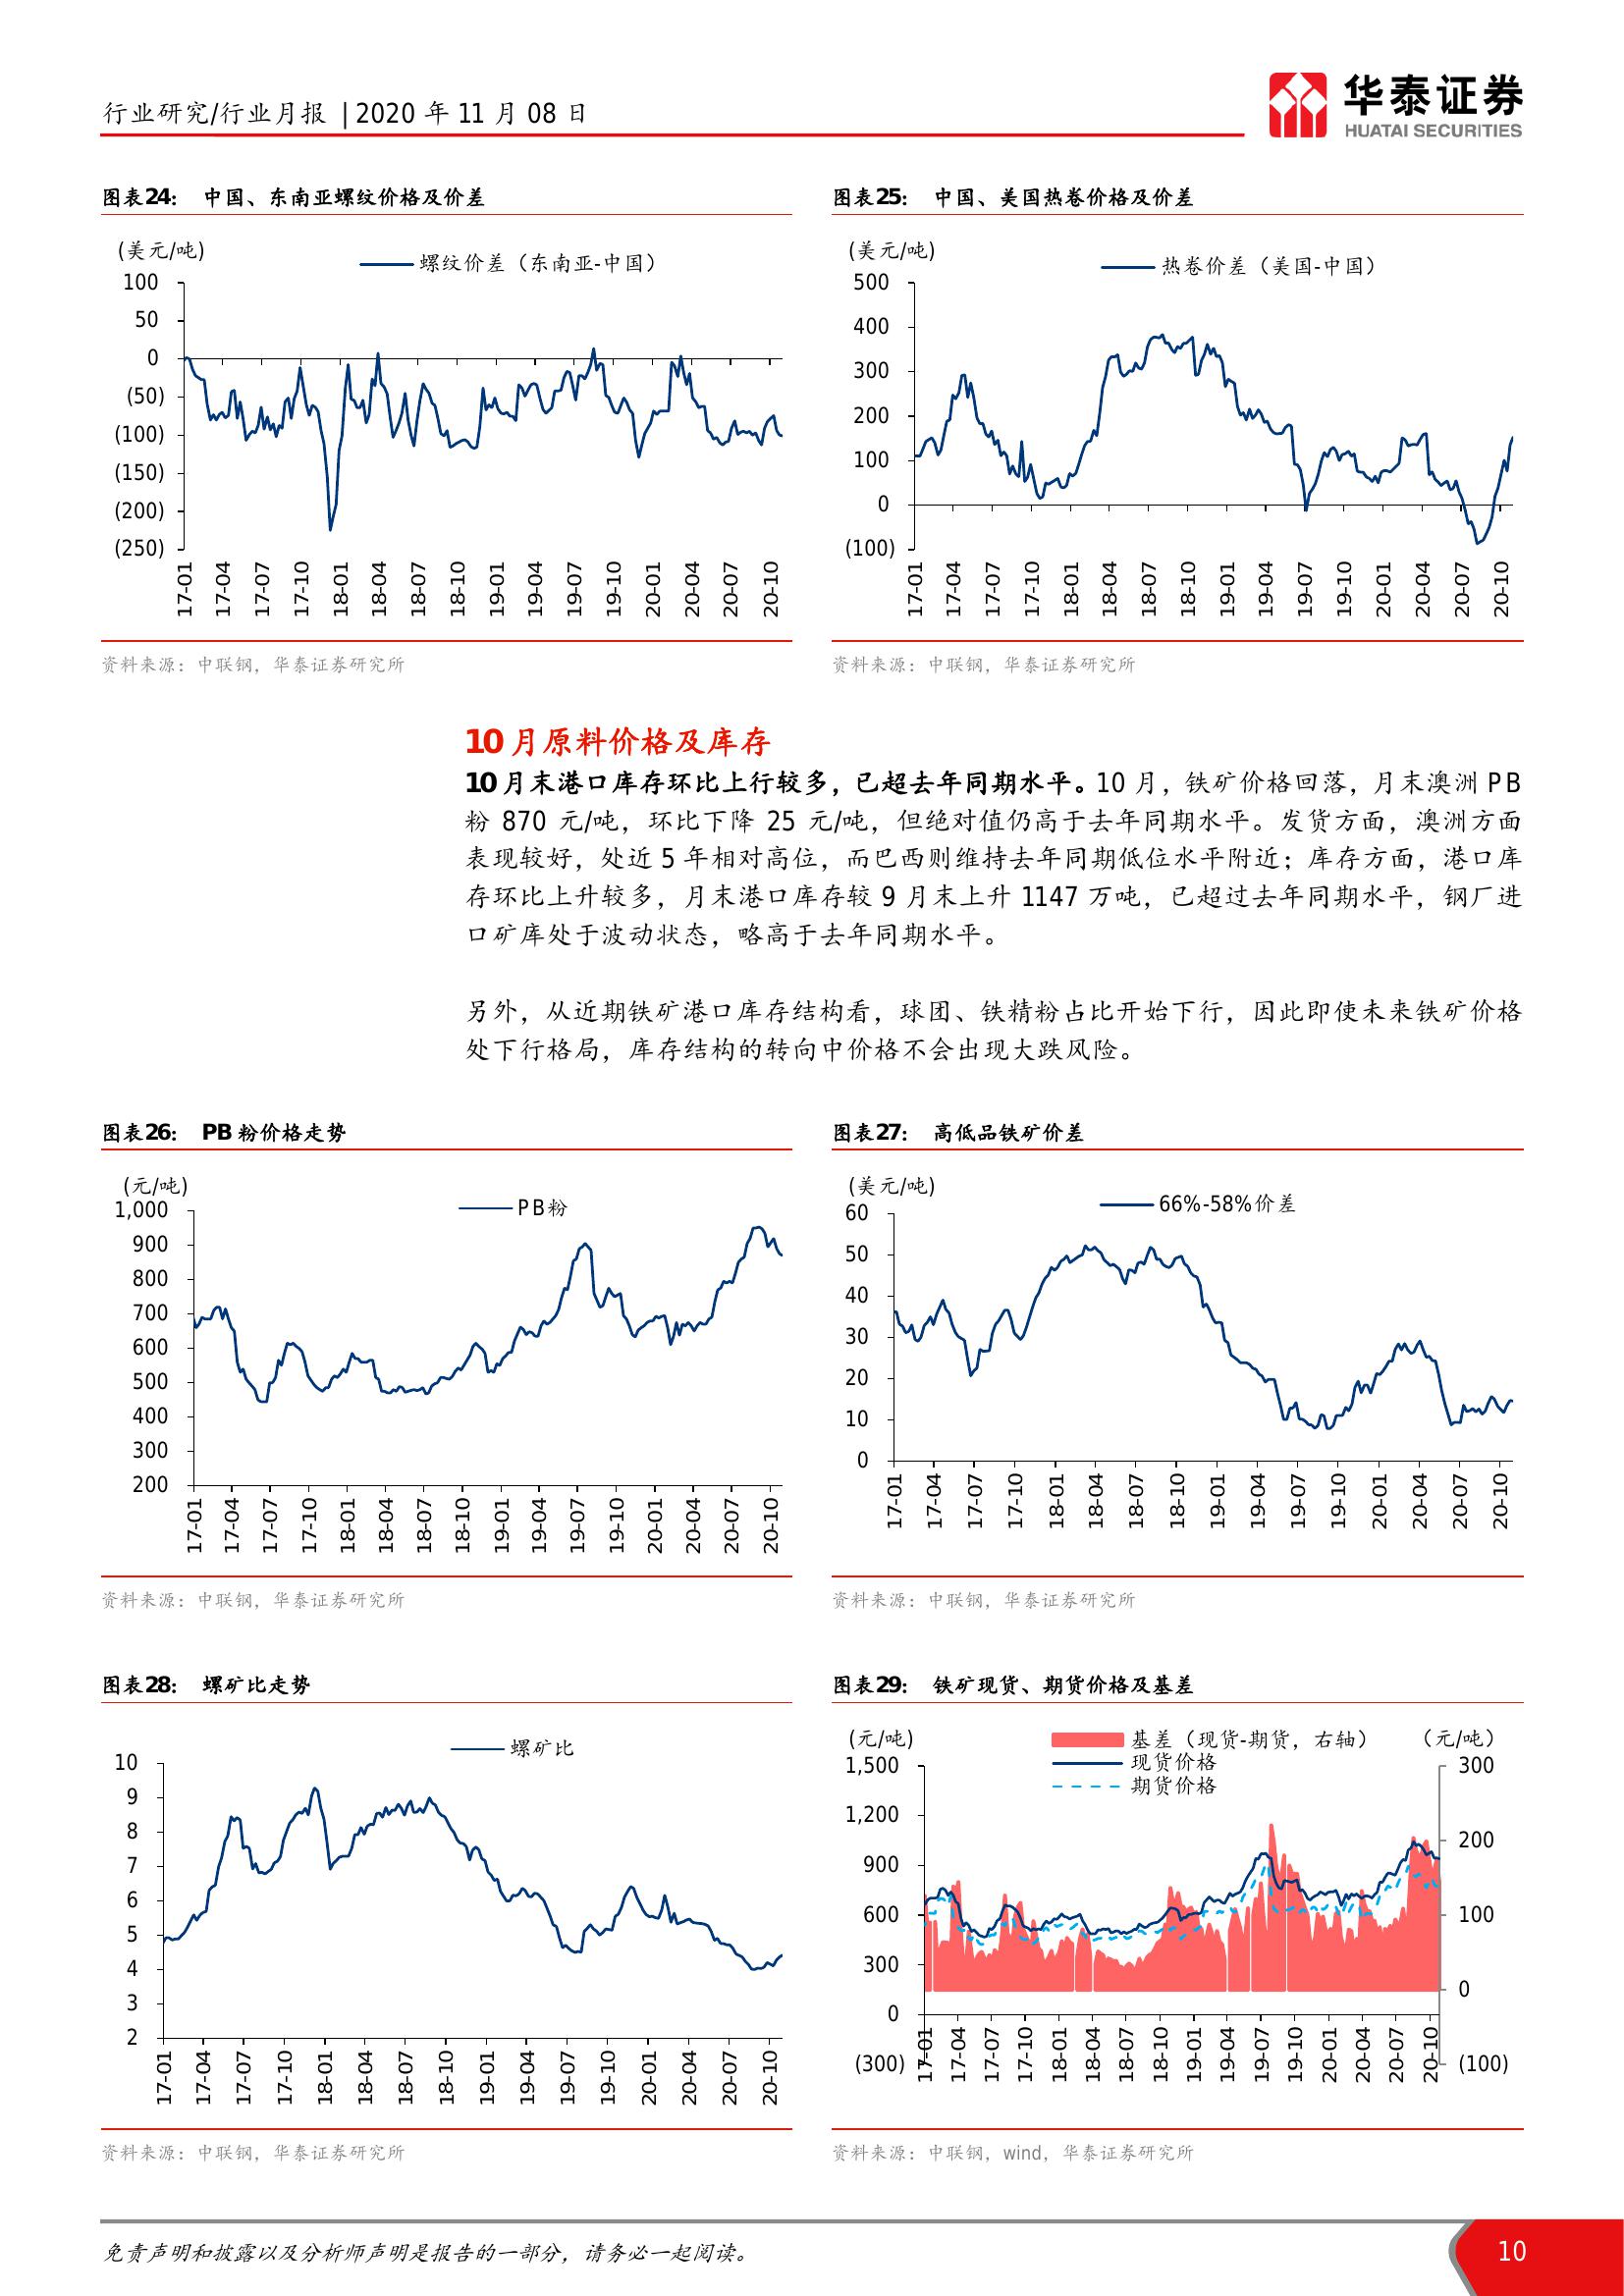 行业研究/行业月报 | 2020 年 11 月 08 日
华泰证券
HUATAI SECURITIES
图表24： 中国、东南亚螺纹价格及价差
(美元/吨)
螺纹价差（东南亚-中国）
100
50
0
(50)
(100)
(150)
(200)
(250)
17-01 17-04 17-07 17-10 18-01 18-04 18-07 18-10 19-01 19-04 19-07 19-10 20-01 20-04 20-07 20-10
资料来源：中联钢，华泰证券研究所
图表25： 中国、美国热卷价格及价差
(美元/吨)
热卷价差（美国-中国）
500
400
300
200
100
0
(100)
17-01 17-04 17-07 17-10 18-01 18-04 18-07 18-10 19-01 19-04 19-07 19-10 20-01 20-04 20-07 20-10
资料来源：中联钢，华泰证券研究所
10 月原料价格及库存
10 月末港口库存环比上行较多，已超去年同期水平。10 月，铁矿价格回落，月末澳洲 PB
粉 870 元/吨，环比下降 25 元/吨，但绝对值仍高于去年同期水平。发货方面，澳洲方面
表现较好，处近 5 年相对高位，而巴西则维持去年同期低位水平附近；库存方面，港口库
存环比上升较多，月末港口库存较 9 月末上升 1147 万吨，已超过去年同期水平，钢厂进
口矿库处于波动状态，略高于去年同期水平。
另外，从近期铁矿港口库存结构看，球团、铁精粉占比开始下行，因此即使未来铁矿价格
处下行格局，库存结构的转向中价格不会出现大跌风险。
图表26： PB 粉价格走势
(元/吨)
PB粉
1,000
900
800
700
600
500
400
300
200
17-01 17-04 17-07 17-10 18-01 18-04 18-07 18-10 19-01 19-04 19-07 19-10 20-01 20-04 20-07 20-10
资料来源：中联钢，华泰证券研究所
图表27： 高低品铁矿价差
(美元/吨)
66%-58%价差
60
50
40
30
20
10
0
17-01 17-04 17-07 17-10 18-01 18-04 18-07 18-10 19-01 19-04 19-07 19-10 20-01 20-04 20-07 20-10
资料来源：中联钢，华泰证券研究所
图表28： 螺矿比走势
螺矿比
10
9
8
7
6
5
4
3
2
17-01 17-04 17-07 17-10 18-01 18-04 18-07 18-10 19-01 19-04 19-07 19-10 20-01 20-04 20-07 20-10
资料来源：中联钢，华泰证券研究所
图表29： 铁矿现货、期货价格及基差
(元/吨)
基差（现货-期货，右轴）
（元/吨）
现货价格
期货价格
1,500
1,200
900
600
300
0
(300)
300
200
100
0
(100)
17-01 17-04 17-07 17-10 18-01 18-04 18-07 18-10 19-01 19-04 19-07 19-10 20-01 20-04 20-07 20-10
资料来源：中联钢，wind，华泰证券研究所
免责声明和披露以及分析师声明是报告的一部分，请务必一起阅读。
10